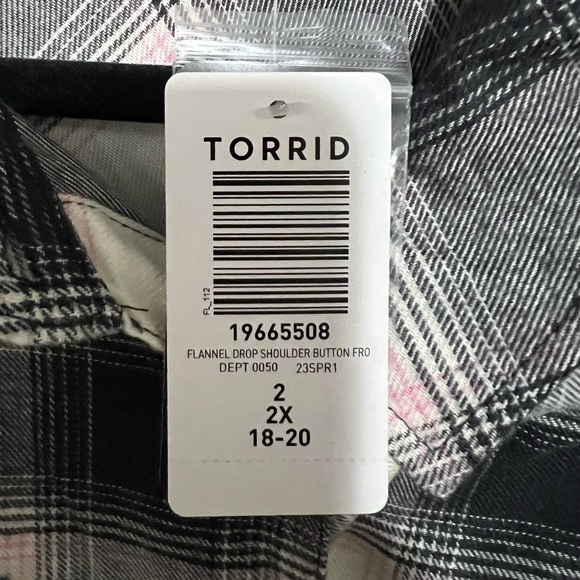 TORRID
FL_112
19665508
FLANNEL DROP SHOULDER BUTTON FRO
DEPT 0050 23SPR1
2
2X
18-20